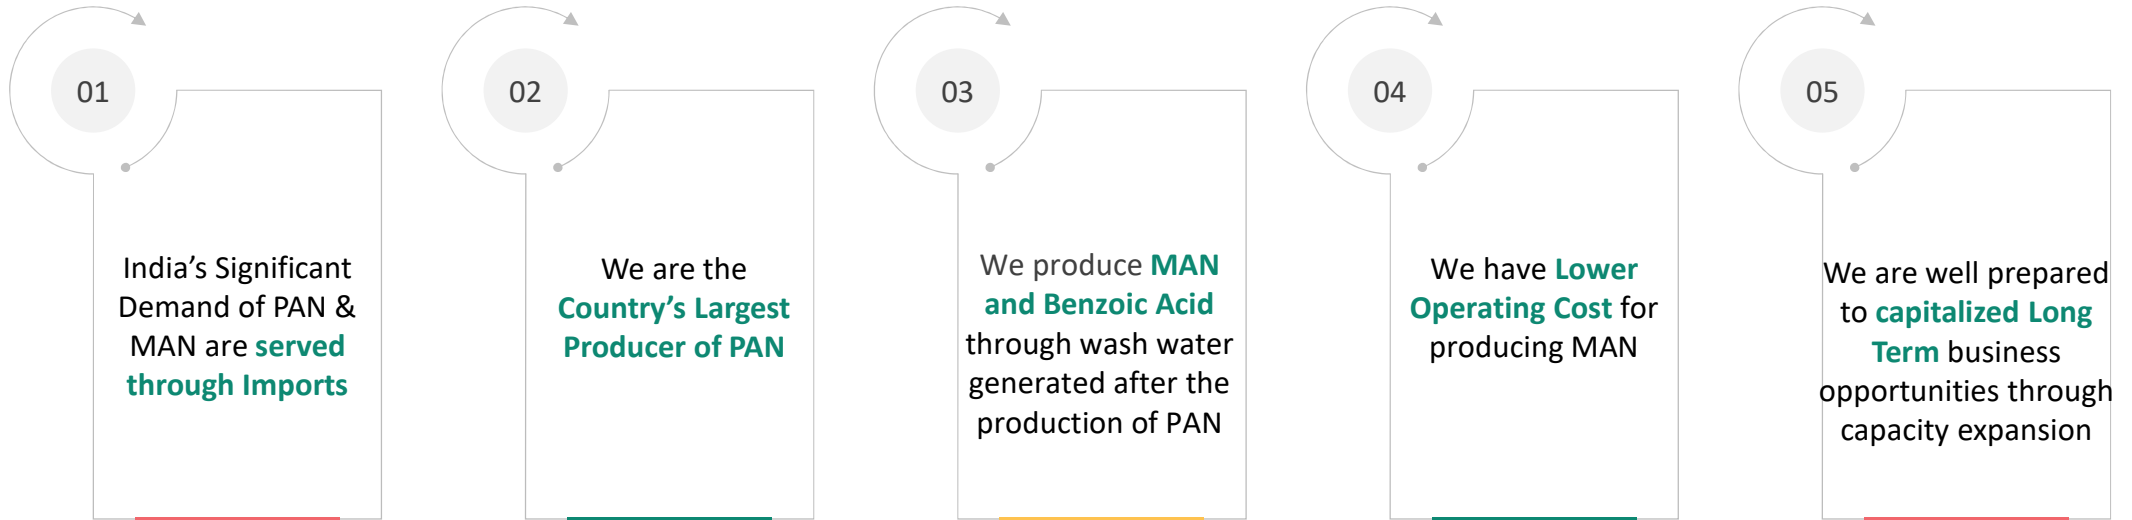 01
India’s Significant
Demand of PAN &
MAN are served
through Imports
02
We are the
Country’s Largest
Producer of PAN
03
We produce MAN
and Benzoic Acid
through wash water
generated after the
production of PAN
04
We have Lower
Operating Cost for
producing MAN
05
We are well prepared
to capitalized Long
Term business
opportunities through
capacity expansion